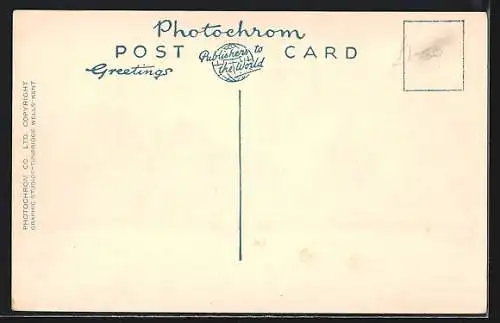 Photochrom
POST CARD
Publishers to
the World
Greetings
PHOTOCHROM CO. LTD. COPYRIGHT
GRAPHIC STUDIOS-TUNBRIDGE WELLS-KENT